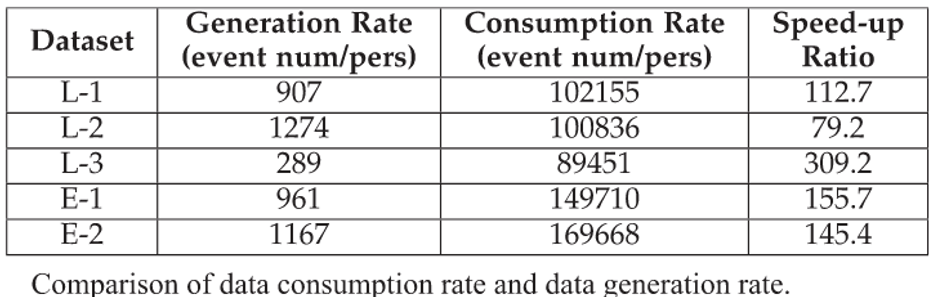 Dataset Generation Rate (event num/pers) Consumption Rate (event num/pers) Speed-up Ratio
L-1 907 102155 112.7
L-2 1274 100836 79.2
L-3 289 89451 309.2
E-1 961 149710 155.7
E-2 1167 169668 145.4
Comparison of data consumption rate and data generation rate.